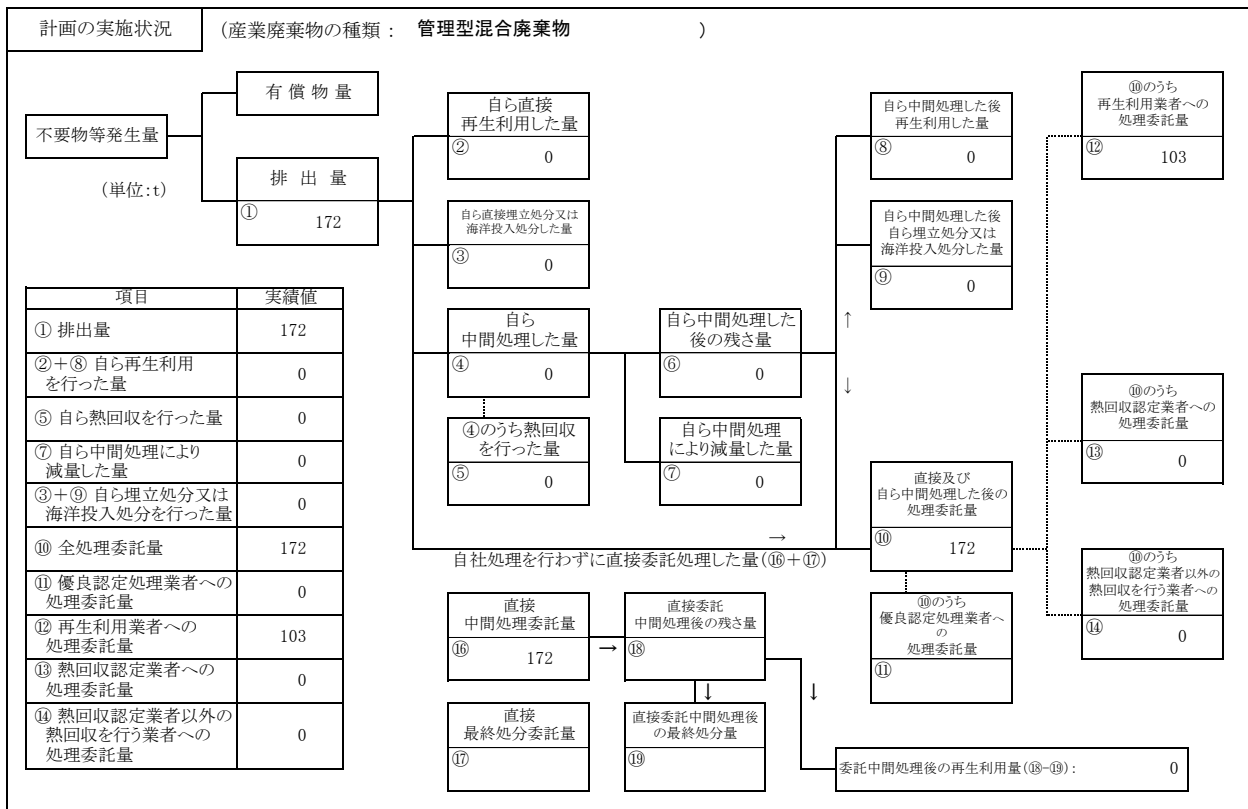 計画の実施状況
(産業廃棄物の種類： 管理型混合廃棄物 )
有 償 物 量
不要物等発生量
(単位:t)
排 出 量
① 172
自ら直接
再生利用した量
② 0
自ら直接埋立処分又は
海洋投入処分した量
③ 0
自ら
中間処理した量
④ 0
④のうち熱回収
を行った量
⑤ 0
自ら中間処理した
後の残さ量
⑥ 0
自ら中間処理
により減量した量
⑦ 0
自ら中間処理した後
再生利用した量
⑧ 0
自ら中間処理した後
自ら埋立処分又は
海洋投入処分した量
⑨ 0
↑
↓
直接及び
自ら中間処理した後の
処理委託量
⑩ 172
⑩のうち
優良認定処理業者へ
の
処理委託量
⑪
⑩のうち
再生利用業者への
処理委託量
⑫ 103
⑩のうち
熱回収認定業者への
処理委託量
⑬ 0
⑩のうち
熱回収認定業者以外の
熱回収を行う業者への
処理委託量
⑭ 0
→
自社処理を行わずに直接委託処理した量(⑯+⑰)
直接
中間処理委託量
⑯ 172
→
直接委託
中間処理後の残さ量
⑱
↓
↓
直接
最終処分委託量
⑰
直接委託中間処理後
の最終処分量
⑲
委託中間処理後の再生利用量(⑱-⑲)： 0
項目 実績値
① 排出量 172
②+⑧ 自ら再生利用
を行った量 0
⑤ 自ら熱回収を行った量 0
⑦ 自ら中間処理により
減量した量 0
③+⑨ 自ら埋立処分又は
海洋投入処分を行った量 0
⑩ 全処理委託量 172
⑪ 優良認定処理業者への
処理委託量 0
⑫ 再生利用業者への
処理委託量 103
⑬ 熱回収認定業者への
処理委託量 0
⑭ 熱回収認定業者以外の
熱回収を行う業者への
処理委託量 0